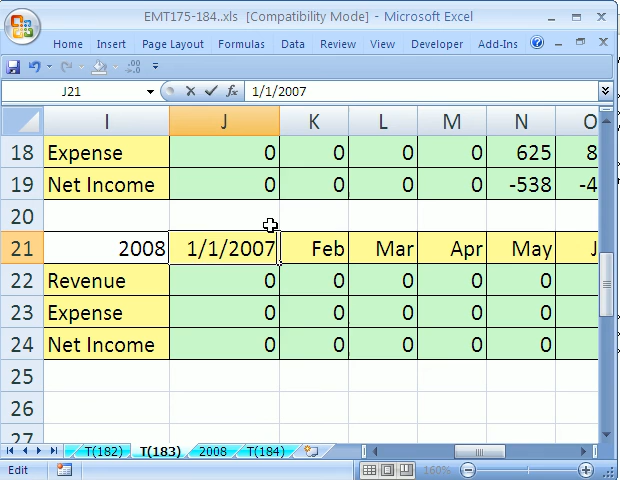 EMT175-184..xls [Compatibility Mode] - Microsoft Excel
Home Insert Page Layout Formulas Data Review View Developer Add-Ins
J21 fx 1/1/2007
I J K L M N O
18 Expense 0 0 0 0 625 8
19 Net Income 0 0 0 0 -538 -4
20
21 2008 1/1/2007 Feb Mar Apr May J
22 Revenue 0 0 0 0 0
23 Expense 0 0 0 0 0
24 Net Income 0 0 0 0 0
25
26
27
T(182) T(183) 2008 T(184)
Edit 160%